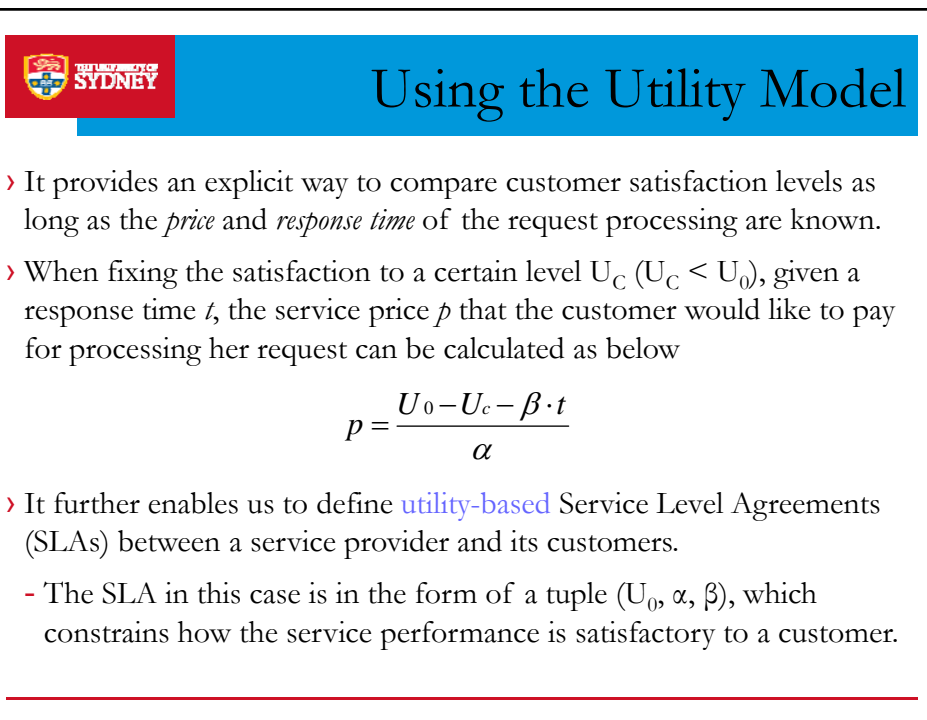 THE UNIVERSITY OF
SYDNEY
Using the Utility Model
› It provides an explicit way to compare customer satisfaction levels as
long as the price and response time of the request processing are known.
› When fixing the satisfaction to a certain level U_C (U_C < U_0), given a
response time t, the service price p that the customer would like to pay
for processing her request can be calculated as below
p = (U_0 − U_c − β · t) / α
› It further enables us to define utility-based Service Level Agreements
(SLAs) between a service provider and its customers.
- The SLA in this case is in the form of a tuple (U_0, α, β), which
constrains how the service performance is satisfactory to a customer.